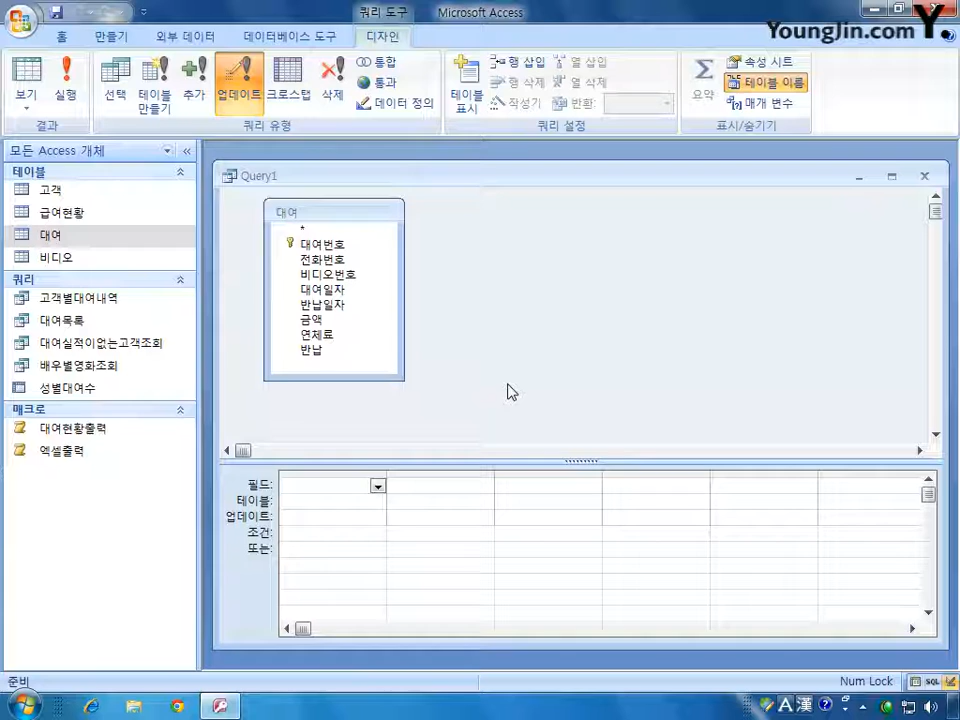 쿼리 도구
Microsoft Access
YoungJin.com Y.
홈
만들기
외부 데이터
데이터베이스 도구
디자인
보기
실행
선택
테이블 만들기
추가
업데이트
크로스탭
삭제
통합
통과
데이터 정의
테이블 표시
행 삽입
행 삭제
작성기
열 삽입
열 삭제
반환:
요약
속성 시트
테이블 이름
매개 변수
결과
쿼리 유형
쿼리 설정
표시/숨기기
모든 Access 개체
테이블
고객
급여현황
대여
비디오
쿼리
고객별대여내역
대여목록
대여실적이없는고객조회
배우별영화조회
성별대여수
매크로
대여현황출력
엑셀출력
Query1
대여
*
대여번호
전화번호
비디오번호
대여일자
반납일자
금액
연체료
반납
필드:
테이블:
업데이트:
조건:
또는:
준비
Num Lock
SQL
A 漢